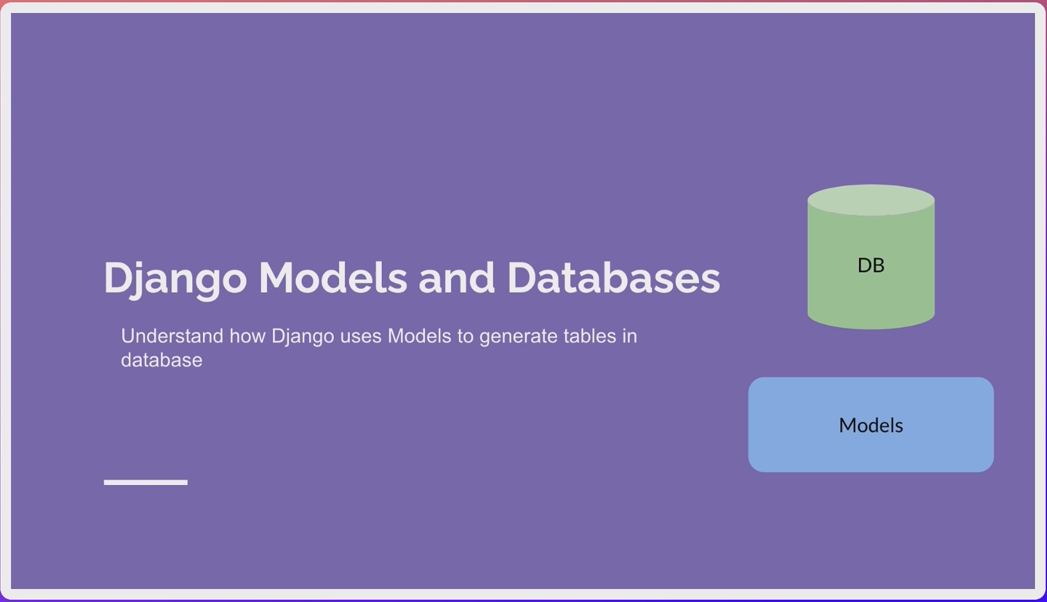 Django Models and Databases
Understand how Django uses Models to generate tables in
database
DB
Models